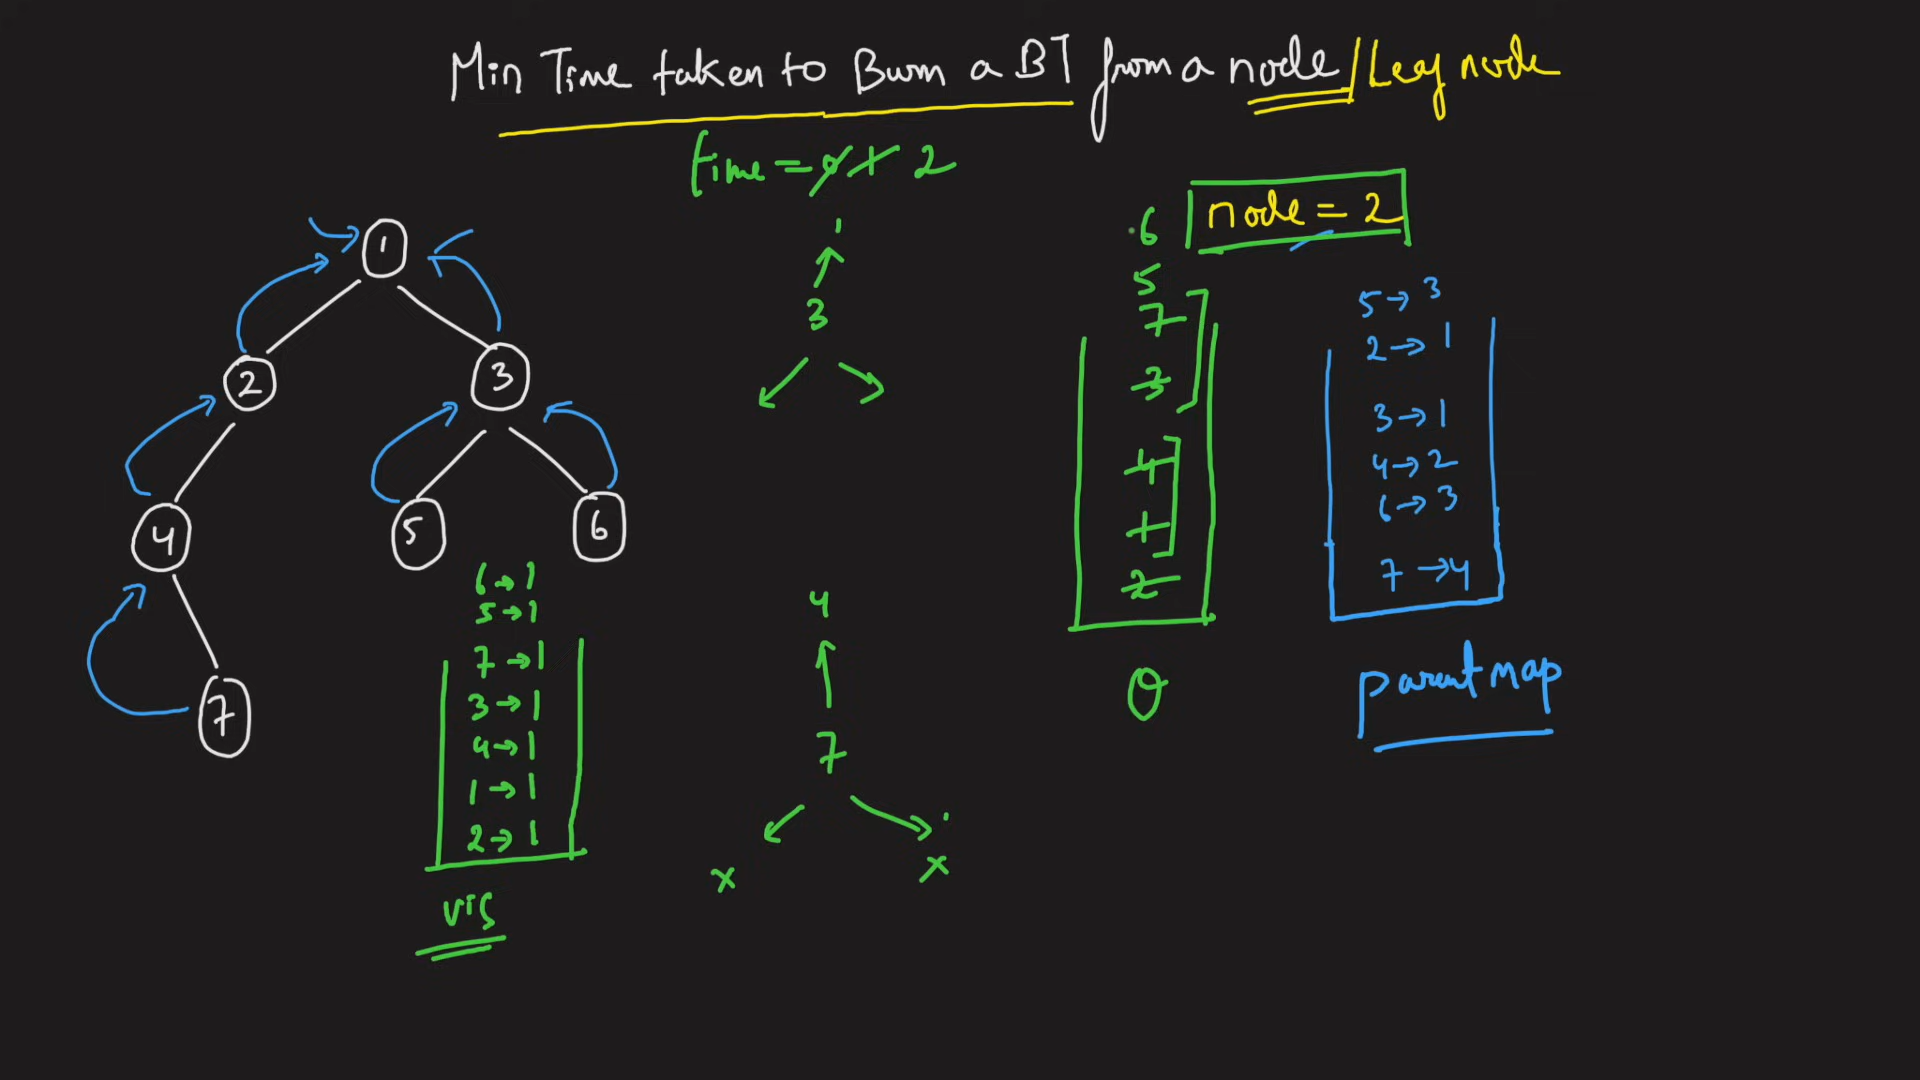 Min Time taken to Burn a BT from a node/Leaf node
time = 0 1 2
node = 2
1
2
3
4
5
6
7
1
3
4
7
x
x
6
5
7
3
4
1
2
Q
5 → 3
2 → 1
3 → 1
4 → 2
6 → 3
7 → 4
parent map
6 → 1
5 → 1
7 → 1
3 → 1
4 → 1
1 → 1
2 → 1
vis